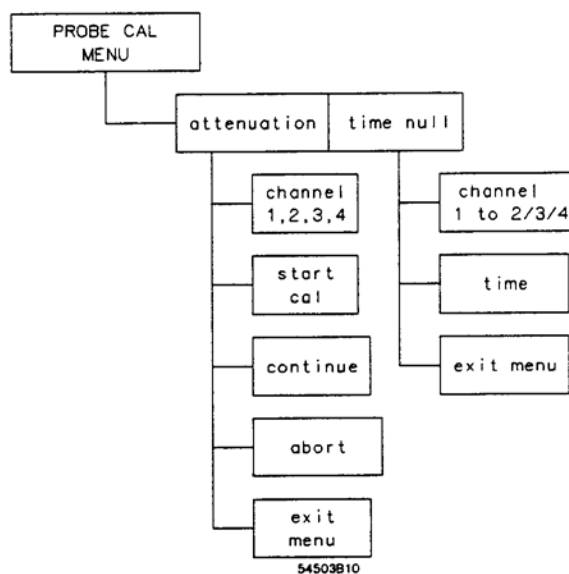 PROBE CAL
MENU
attenuation
time null
channel
1,2,3,4
start
cal
continue
abort
exit
menu
channel
1 to 2/3/4
time
exit menu
54503B10